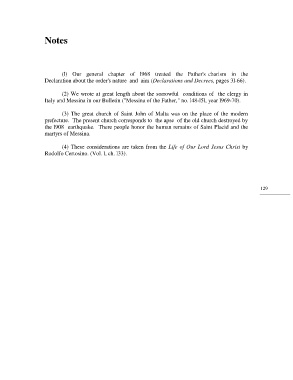 Notes
(1) Our general chapter of 1968 treated the Father's charism in the
Declaration about the order's nature and aim (Declarations and Decrees, pages 31-66).
(2) We wrote at great length about the sorrowful conditions of the clergy in
Italy and Messina in our Bulletin ("Messina of the Father," no. 148-151, year 1969-70).
(3) The great church of Saint John of Malta was on the place of the modern
prefecture. The present church corresponds to the apse of the old church destroyed by
the 1908 earthquake. There people honor the human remains of Saint Placid and the
martyrs of Messina.
(4) These considerations are taken from the Life of Our Lord Jesus Christ by
Rodolfo Certosino. (Vol. I, ch. 133).
129